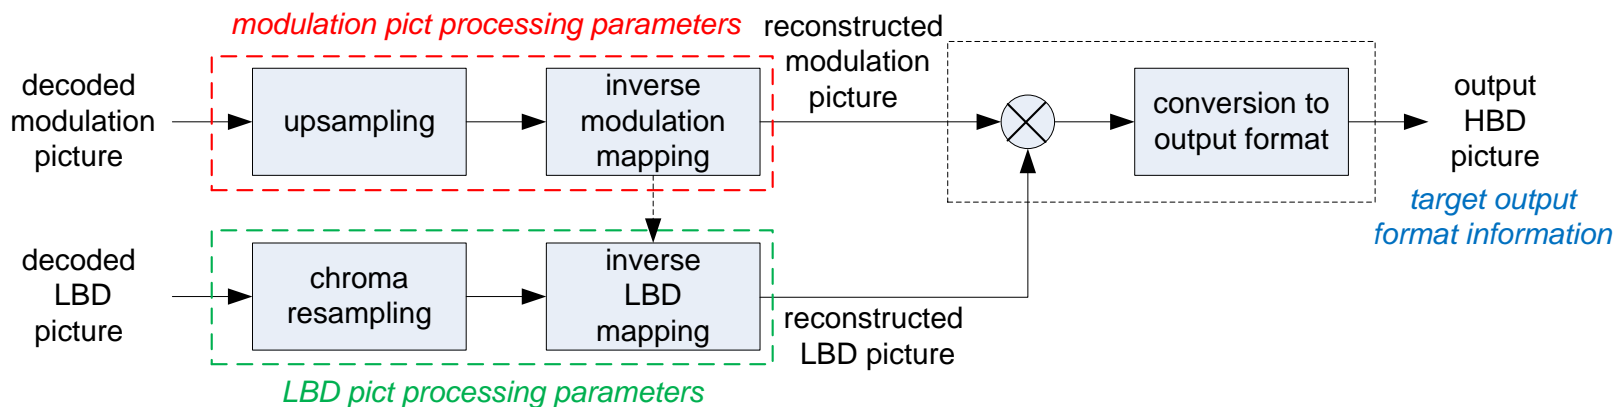 modulation pict processing parameters
decoded
modulation
picture
upsampling
inverse
modulation
mapping
reconstructed
modulation
picture
conversion to
output format
output
HBD
picture
target output
format information
decoded
LBD
picture
chroma
resampling
inverse
LBD
mapping
reconstructed
LBD picture
LBD pict processing parameters